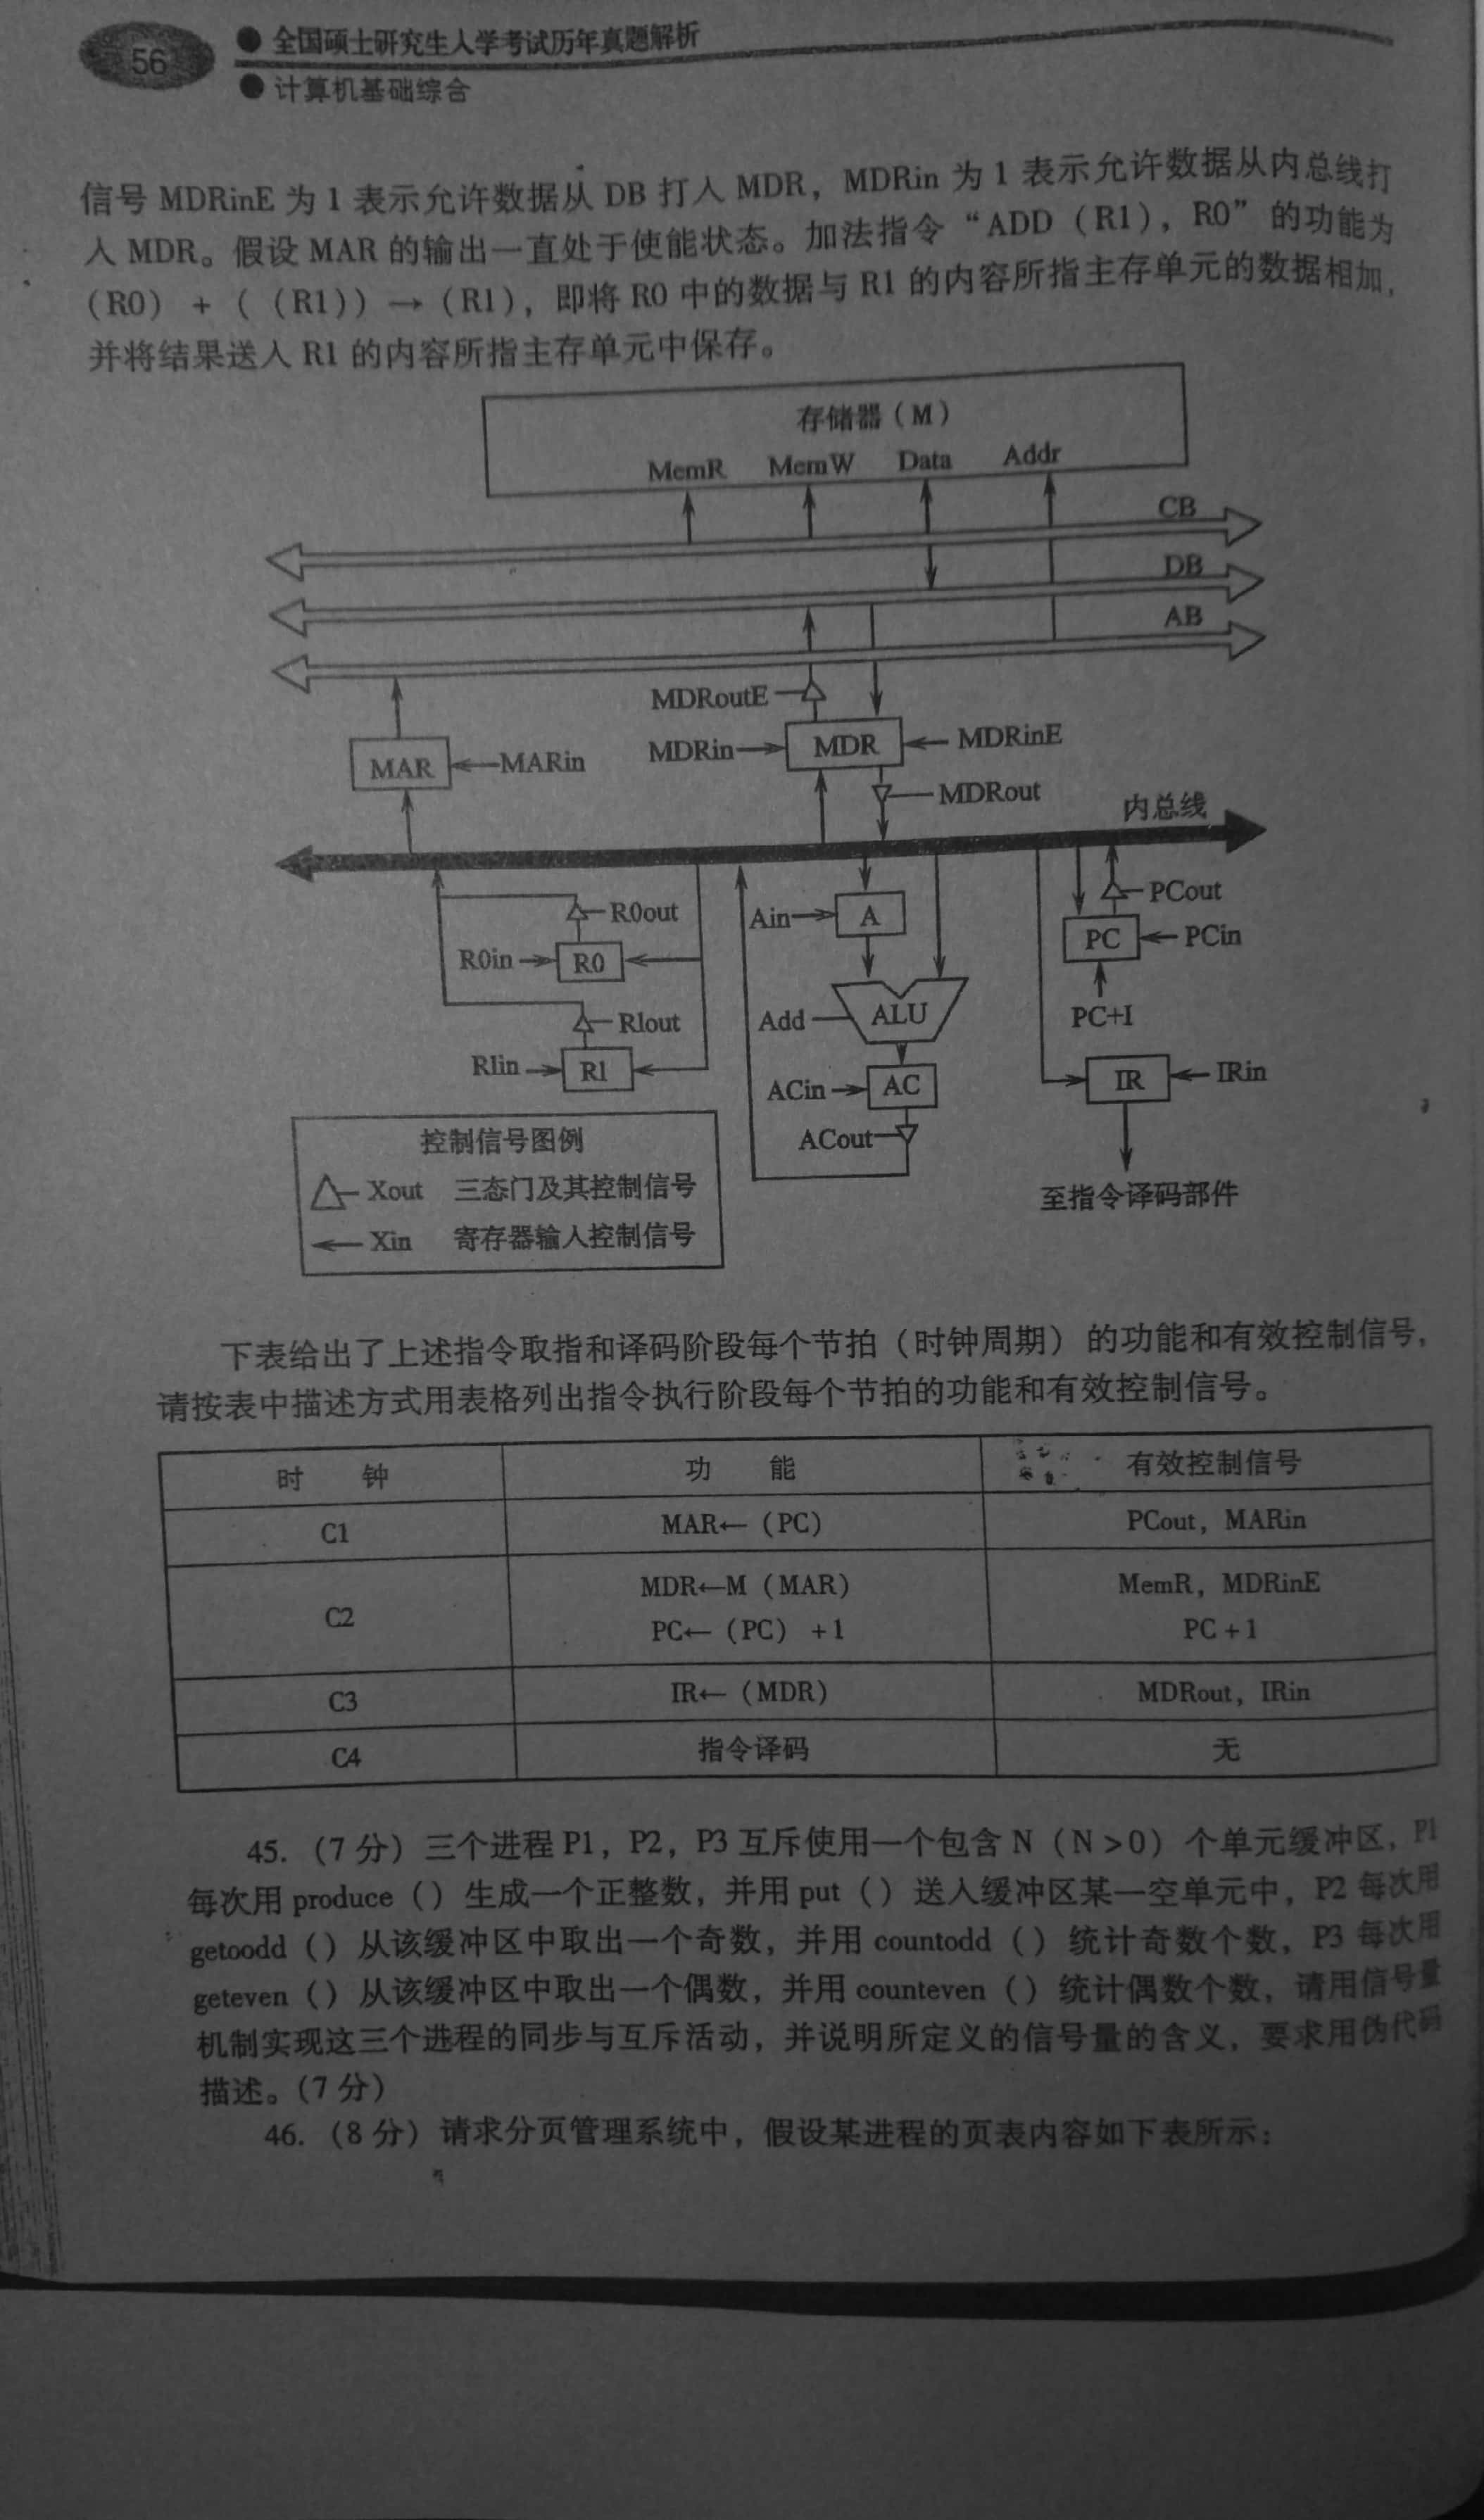 56
● 全国硕士研究生入学考试历年真题解析
● 计算机基础综合
信号 MDRinE 为 1 表示允许数据从 DB 打入 MDR，MDRin 为 1 表示允许数据从内总线打
入 MDR。假设 MAR 的输出一直处于使能状态。加法指令“ADD（R1），R0”的功能为
（R0） + （（R1））→（R1），即将 R0 中的数据与 R1 的内容所指主存单元的数据相加，
并将结果送入 R1 的内容所指主存单元中保存。
存储器（M）
MemR MemW Data Addr
CB
DB
AB
MDRoutE
MAR MARin MDRin MDR MDRinE
MDRout
内总线
R0out Ain A PCout
R0in R0 PC PCin
R1out Add ALU PC+1
R1in R1 ACin AC IR IRin
ACout
至指令译码部件
控制信号图例
Xout 三态门及其控制信号
Xin 寄存器输入控制信号
下表给出了上述指令取指和译码阶段每个节拍（时钟周期）的功能和有效控制信号，
请按表中描述方式用表格列出指令执行阶段每个节拍的功能和有效控制信号。
时 钟 功 能 有效控制信号
C1 MAR←（PC） PCout，MARin
MDR←M（MAR） MemR，MDRinE
C2
PC←（PC）+1 PC+1
C3 IR←（MDR） MDRout，IRin
C4 指令译码 无
45.（7 分）三个进程 P1，P2，P3 互斥使用一个包含 N（N>0）个单元缓冲区，P1
每次用 produce（）生成一个正整数，并用 put（）送入缓冲区某一空单元中，P2 每次用
getoodd（）从该缓冲区中取出一个奇数，并用 countodd（）统计奇数个数，P3 每次用
geteven（）从该缓冲区中取出一个偶数，并用 counteven（）统计偶数个数，请用信号量
机制实现这三个进程的同步与互斥活动，并说明所定义的信号量的含义，要求用伪代码
描述。（7 分）
46.（8 分）请求分页管理系统中，假设某进程的页表内容如下表所示：